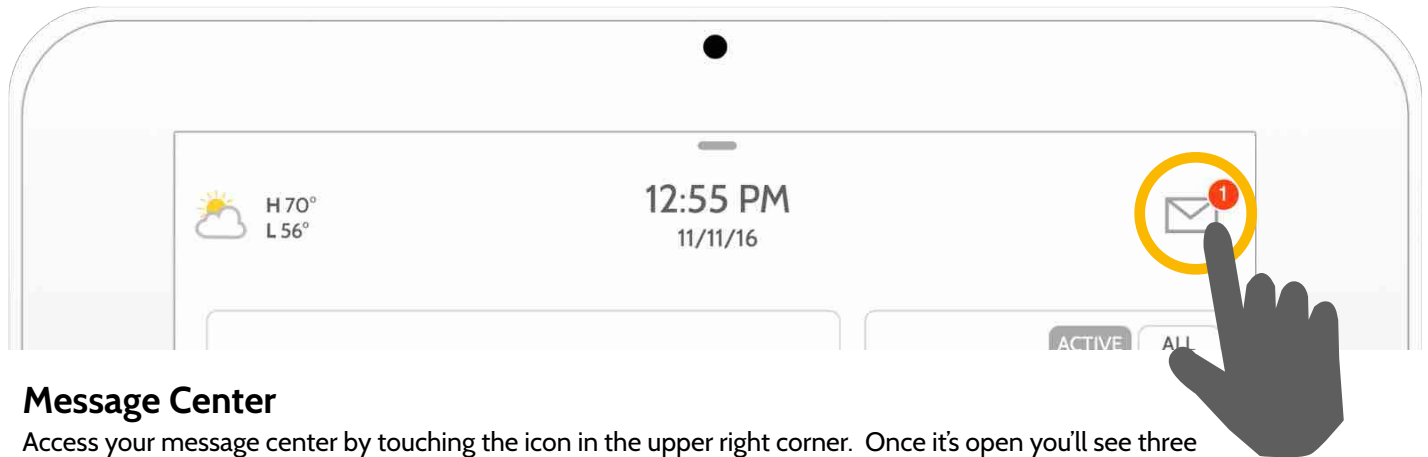 H 70°
L 56°
12:55 PM
11/11/16
1
ACTIVE
ALL
Message Center
Access your message center by touching the icon in the upper right corner. Once it's open you'll see three